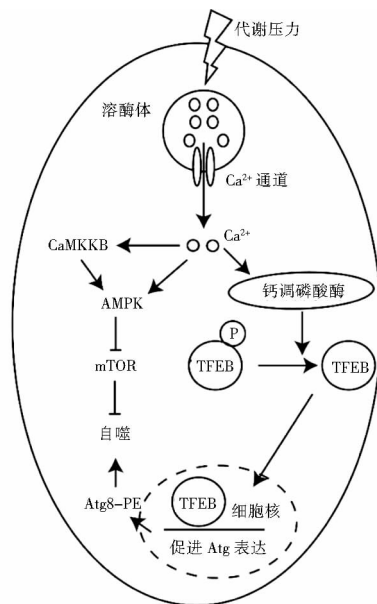 代谢压力
溶酶体
Ca²⁺ 通道
CaMKKB
Ca²⁺
AMPK
钙调磷酸酶
P
TFEB
TFEB
mTOR
自噬
Atg8-PE
TFEB
细胞核
促进 Atg 表达